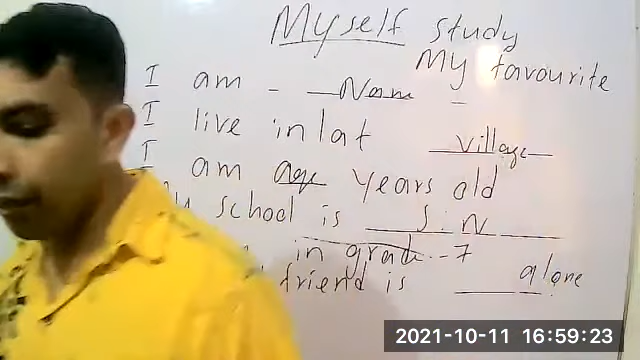 Myself study
My favourite
I am - Nam
I live in/at village
I am age years old
school is S.N
in grade-7
friend is alone
2021-10-11 16:59:23